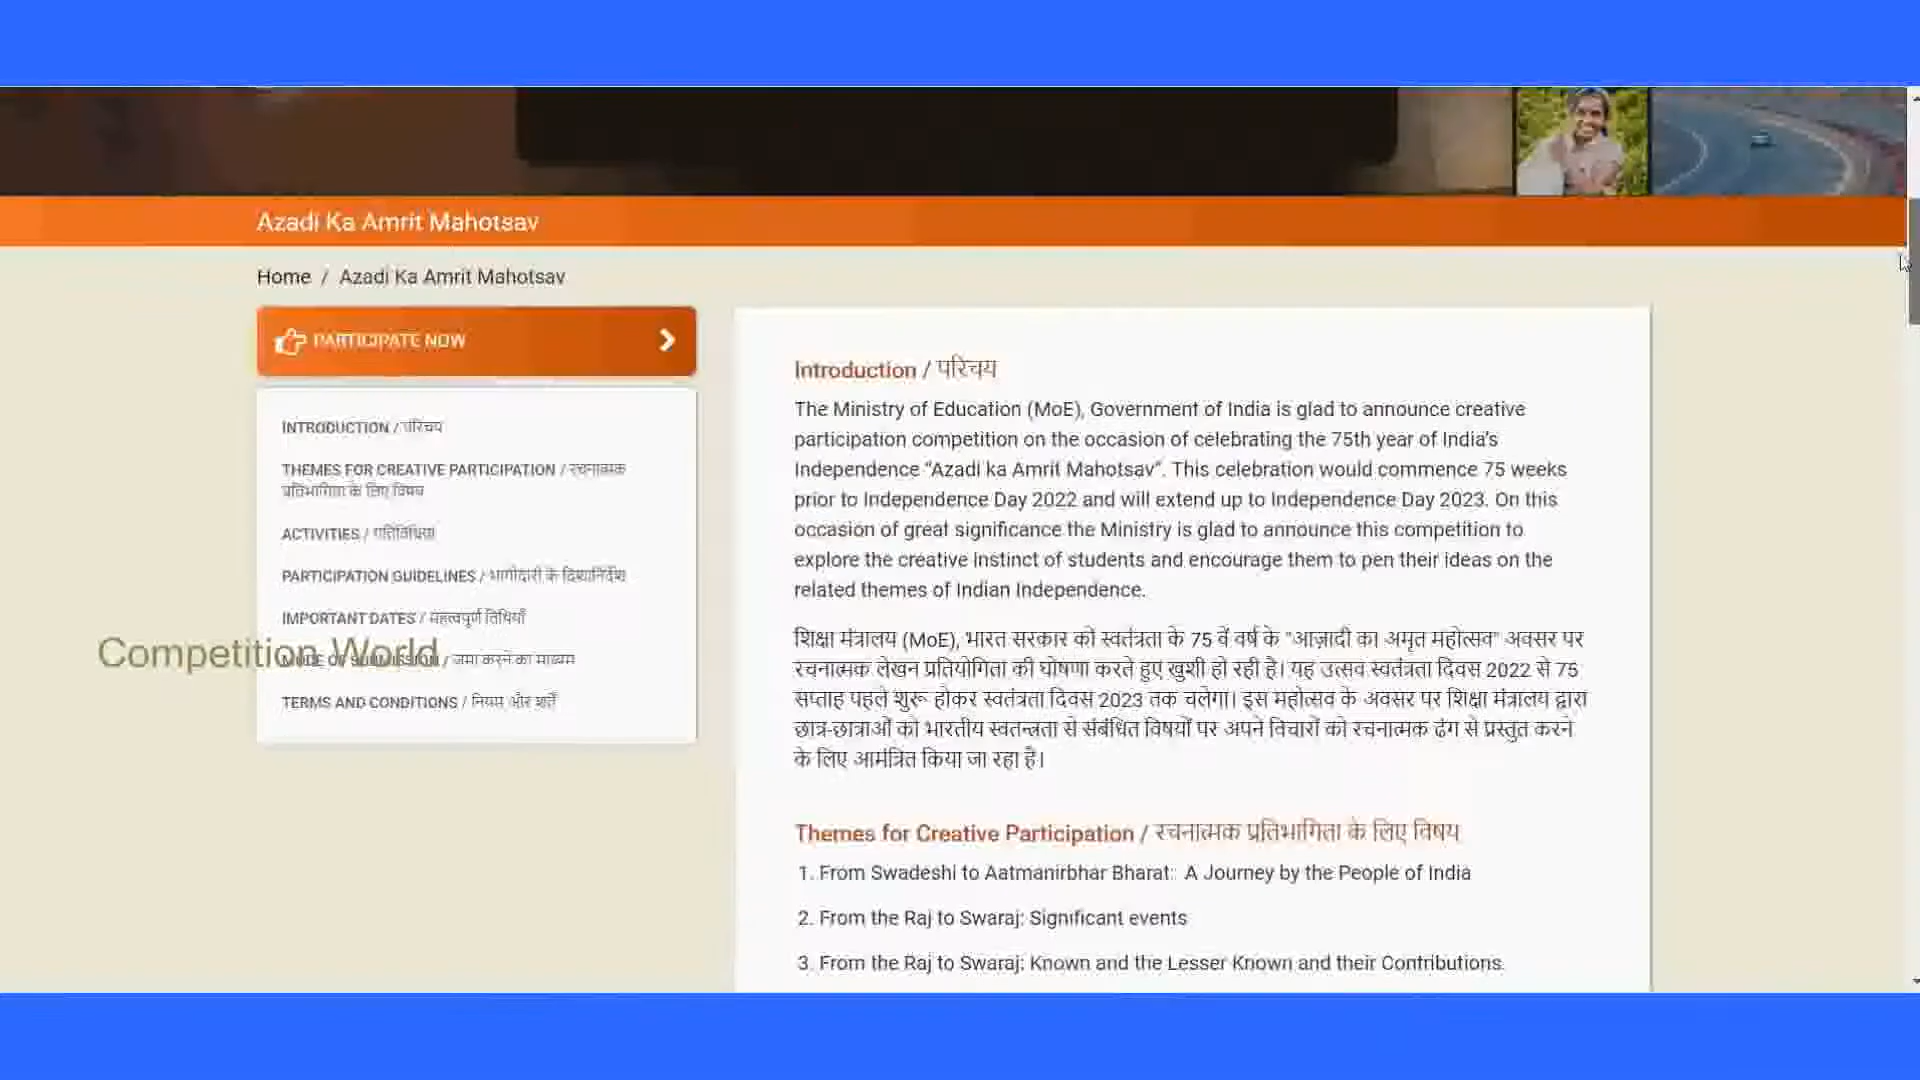 Azadi Ka Amrit Mahotsav
Home / Azadi Ka Amrit Mahotsav
PARTICIPATE NOW
INTRODUCTION / परिचय
THEMES FOR CREATIVE PARTICIPATION / रचनात्मक
प्रतिभागिता के लिए विषय
ACTIVITIES / गतिविधियां
PARTICIPATION GUIDELINES / भागीदारी के दिशानिर्देश
IMPORTANT DATES / महत्वपूर्ण तिथियाँ
Competition World
MODE OF SUBMISSION / जमा करने का माध्यम
TERMS AND CONDITIONS / नियम और शर्तें
Introduction / परिचय
The Ministry of Education (MoE), Government of India is glad to announce creative
participation competition on the occasion of celebrating the 75th year of India's
Independence “Azadi ka Amrit Mahotsav”. This celebration would commence 75 weeks
prior to Independence Day 2022 and will extend up to Independence Day 2023. On this
occasion of great significance the Ministry is glad to announce this competition to
explore the creative instinct of students and encourage them to pen their ideas on the
related themes of Indian Independence.
शिक्षा मंत्रालय (MoE), भारत सरकार को स्वतंत्रता के 75 वें वर्ष के "आज़ादी का अमृत महोत्सव" अवसर पर
रचनात्मक लेखन प्रतियोगिता की घोषणा करते हुए खुशी हो रही है। यह उत्सव स्वतंत्रता दिवस 2022 से 75
सप्ताह पहले शुरू होकर स्वतंत्रता दिवस 2023 तक चलेगा। इस महोत्सव के अवसर पर शिक्षा मंत्रालय द्वारा
छात्र-छात्राओं को भारतीय स्वतन्त्रता से संबंधित विषयों पर अपने विचारों को रचनात्मक ढंग से प्रस्तुत करने
के लिए आमंत्रित किया जा रहा है।
Themes for Creative Participation / रचनात्मक प्रतिभागिता के लिए विषय
1. From Swadeshi to Aatmanirbhar Bharat: A Journey by the People of India
2. From the Raj to Swaraj: Significant events
3. From the Raj to Swaraj: Known and the Lesser Known and their Contributions.